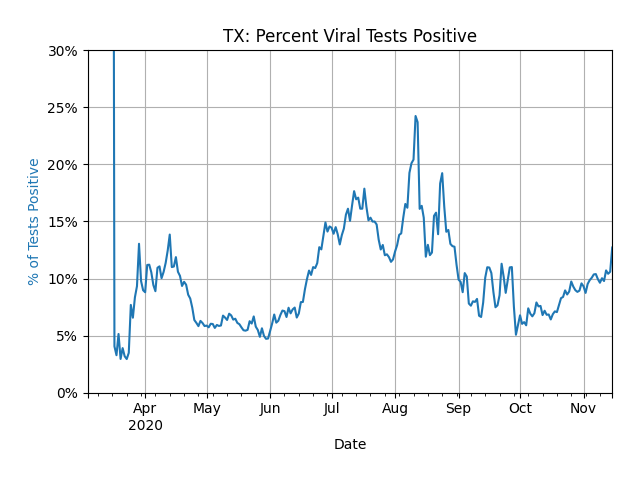 TX: Percent Viral Tests Positive
30%
25%
20%
15%
10%
5%
0%
% of Tests Positive
Apr May Jun Jul Aug Sep Oct Nov
2020
Date